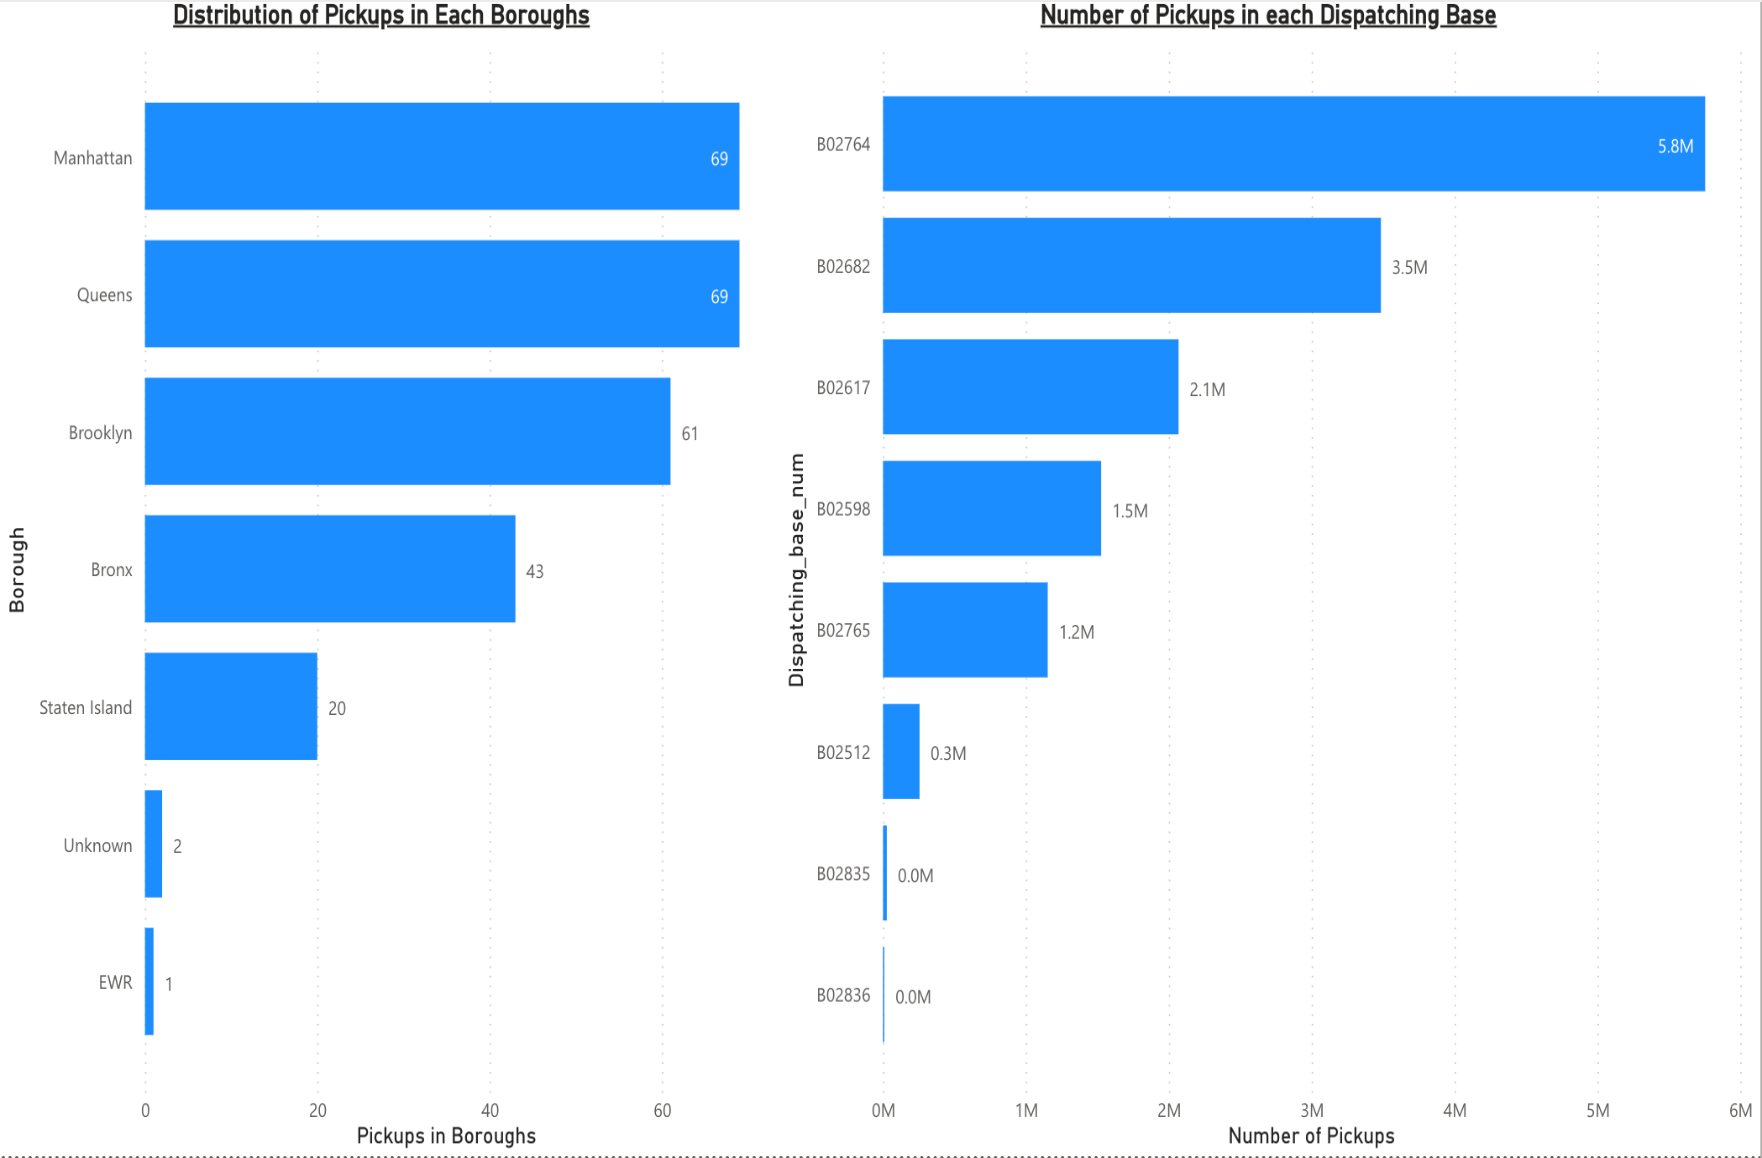 Distribution of Pickups in Each Boroughs
Borough
Manhattan 69
Queens 69
Brooklyn 61
Bronx 43
Staten Island 20
Unknown 2
EWR 1
0 20 40 60
Pickups in Boroughs
Number of Pickups in each Dispatching Base
Dispatching_base_num
B02764 5.8M
B02682 3.5M
B02617 2.1M
B02598 1.5M
B02765 1.2M
B02512 0.3M
B02835 0.0M
B02836 0.0M
0M 1M 2M 3M 4M 5M 6M
Number of Pickups